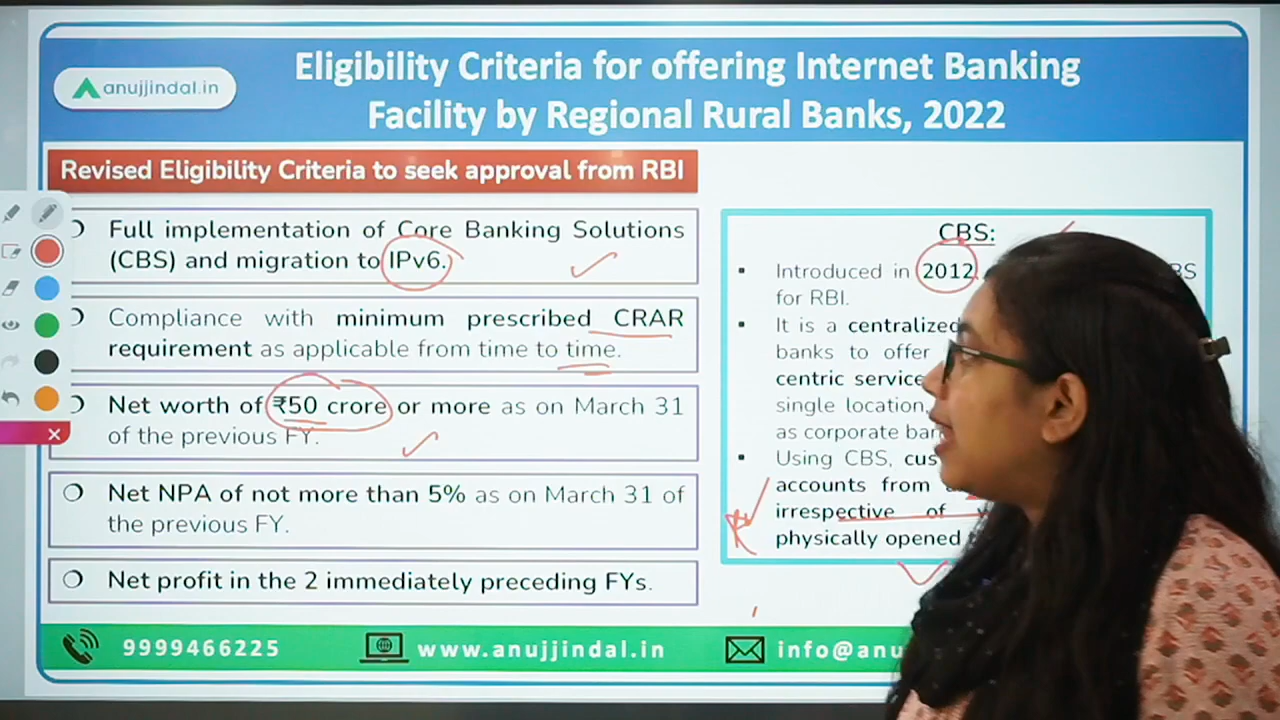 anujjindal.in
Eligibility Criteria for offering Internet Banking
Facility by Regional Rural Banks, 2022
Revised Eligibility Criteria to seek approval from RBI
Full implementation of Core Banking Solutions
(CBS) and migration to IPv6.
Compliance with minimum prescribed CRAR
requirement as applicable from time to time.
Net worth of ₹50 crore or more as on March 31
of the previous FY.
Net NPA of not more than 5% as on March 31 of
the previous FY.
Net profit in the 2 immediately preceding FYs.
CBS:
Introduced in 2012
for RBI.
It is a centralized
banks to offer
centric service
single location,
as corporate
Using CBS,
accounts from
irrespective of
physically opened
9999466225
www.anujjindal.in